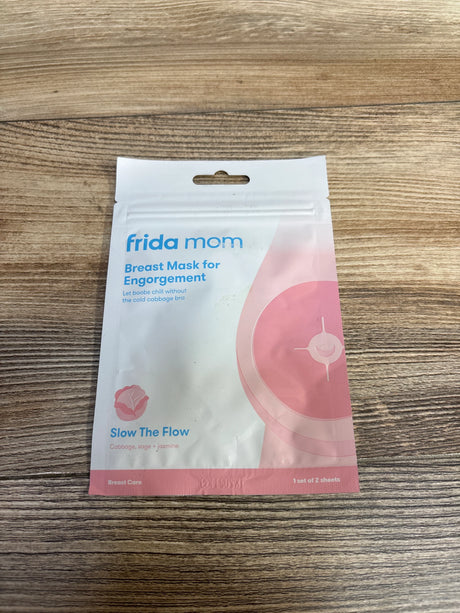 frida mom
Breast Mask for
Engorgement
Let boobs chill without
the cold cabbage bra
Slow The Flow
Cabbage, sage + jasmine
Breast Care
1 set of 2 sheets